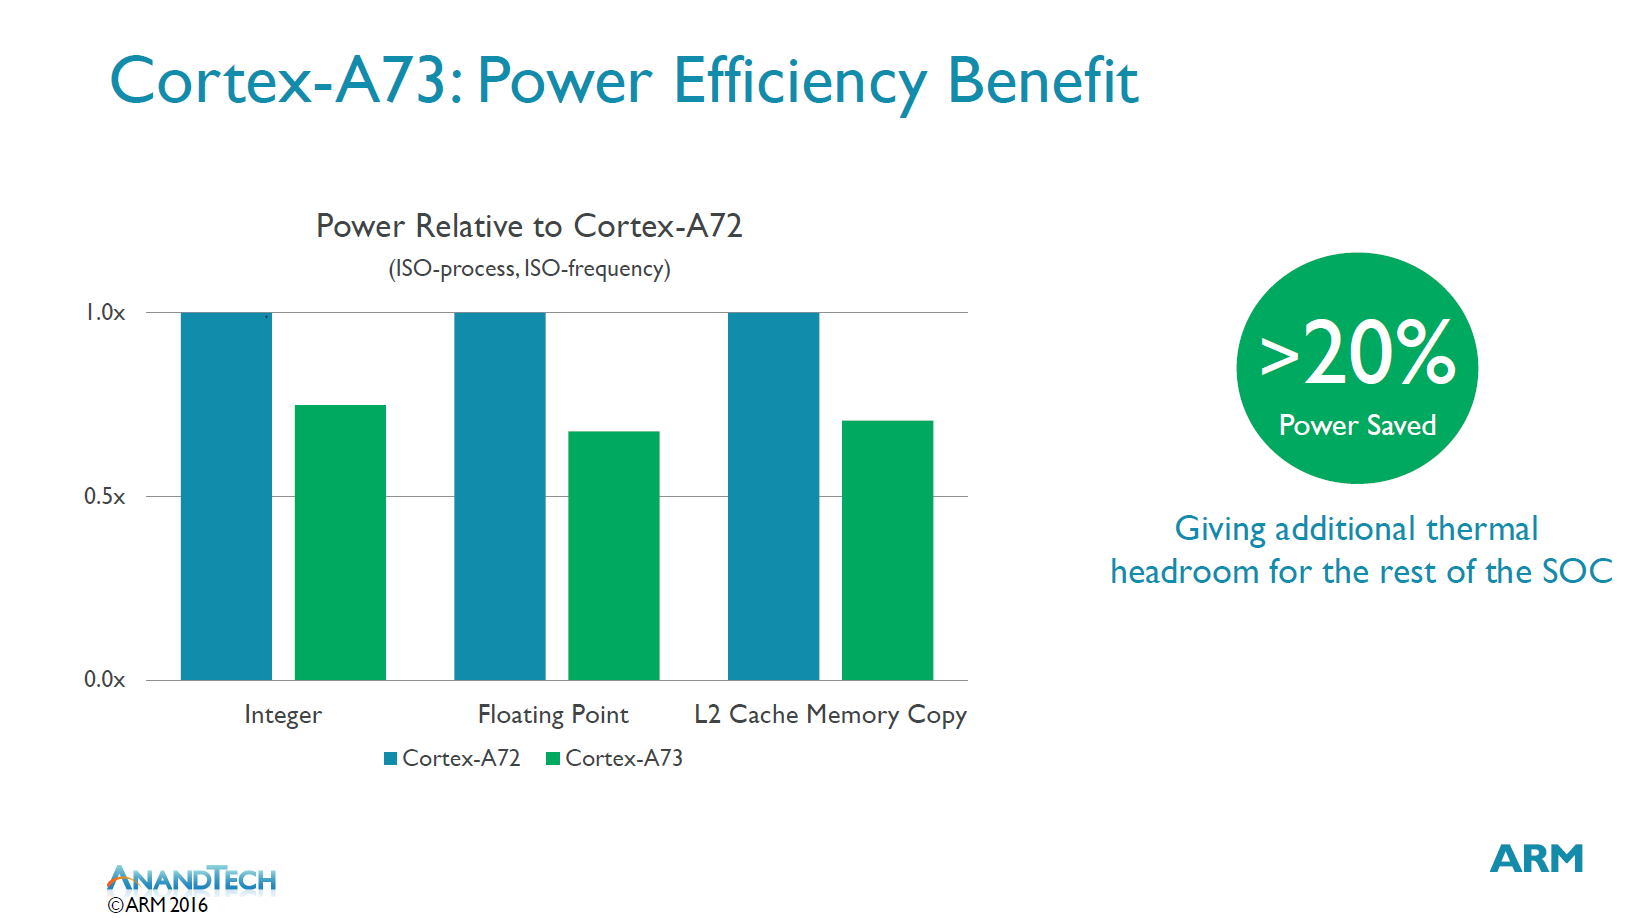 Cortex-A73: Power Efficiency Benefit
Power Relative to Cortex-A72
(ISO-process, ISO-frequency)
1.0x
0.5x
0.0x
Integer
Floating Point
L2 Cache Memory Copy
Cortex-A72
Cortex-A73
>20%
Power Saved
Giving additional thermal
headroom for the rest of the SOC
ANANDTECH
©ARM 2016
ARM